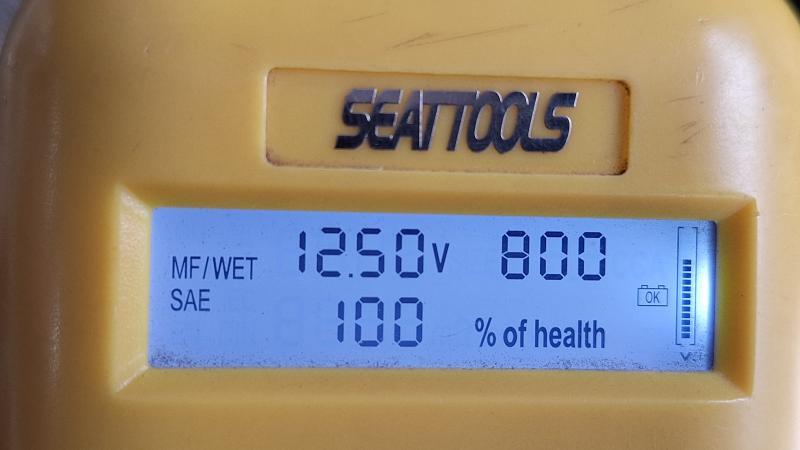 SEATTOOLS
MF/WET 12.50V 800
SAE 100 % of health
OK